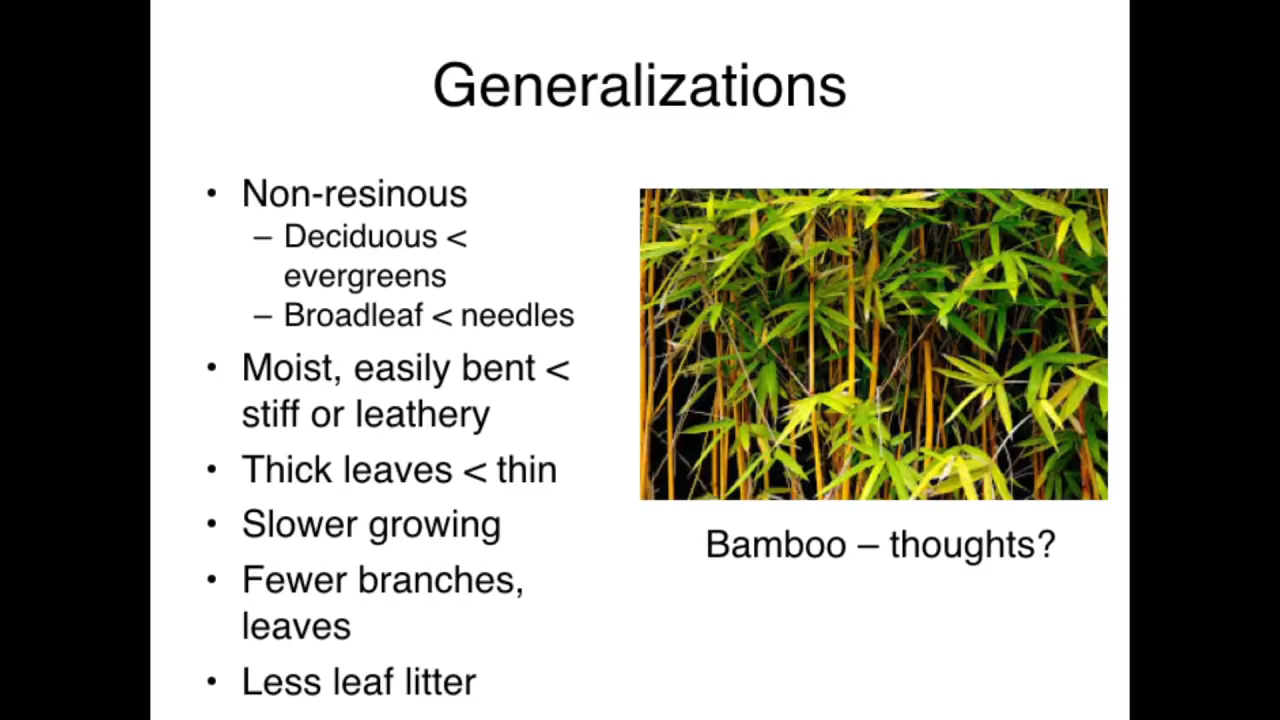 Generalizations
• Non-resinous
– Deciduous <
evergreens
– Broadleaf < needles
• Moist, easily bent <
stiff or leathery
• Thick leaves < thin
• Slower growing
• Fewer branches,
leaves
• Less leaf litter
Bamboo – thoughts?